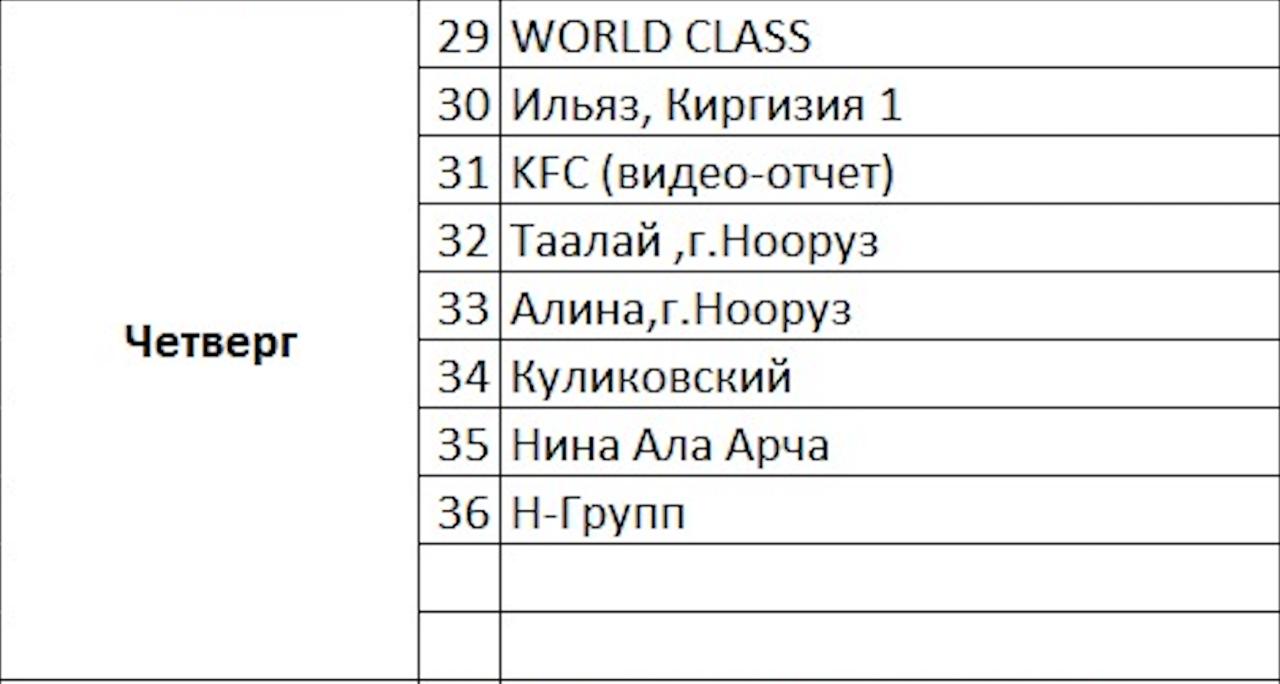 29 WORLD CLASS
30 Ильяз, Киргизия 1
31 KFC (видео-отчет)
32 Таалай ,г.Нооруз
Четверг
33 Алина,г.Нооруз
34 Куликовский
35 Нина Ала Арча
36 Н-Групп